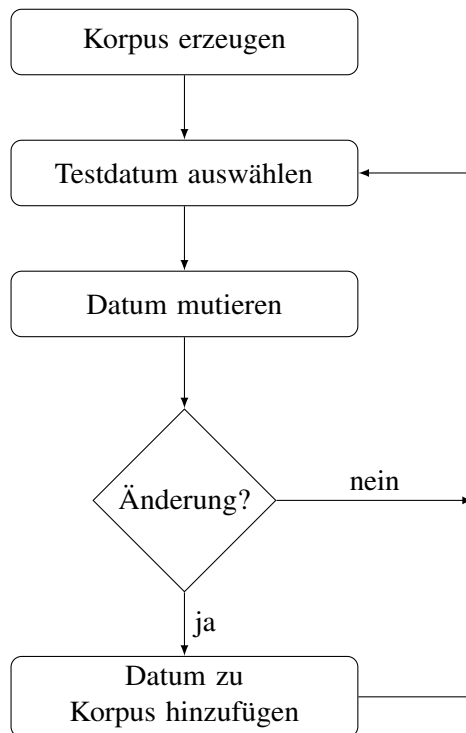 Korpus erzeugen
Testdatum auswählen
Datum mutieren
Änderung?
nein
ja
Datum zu
Korpus hinzufügen